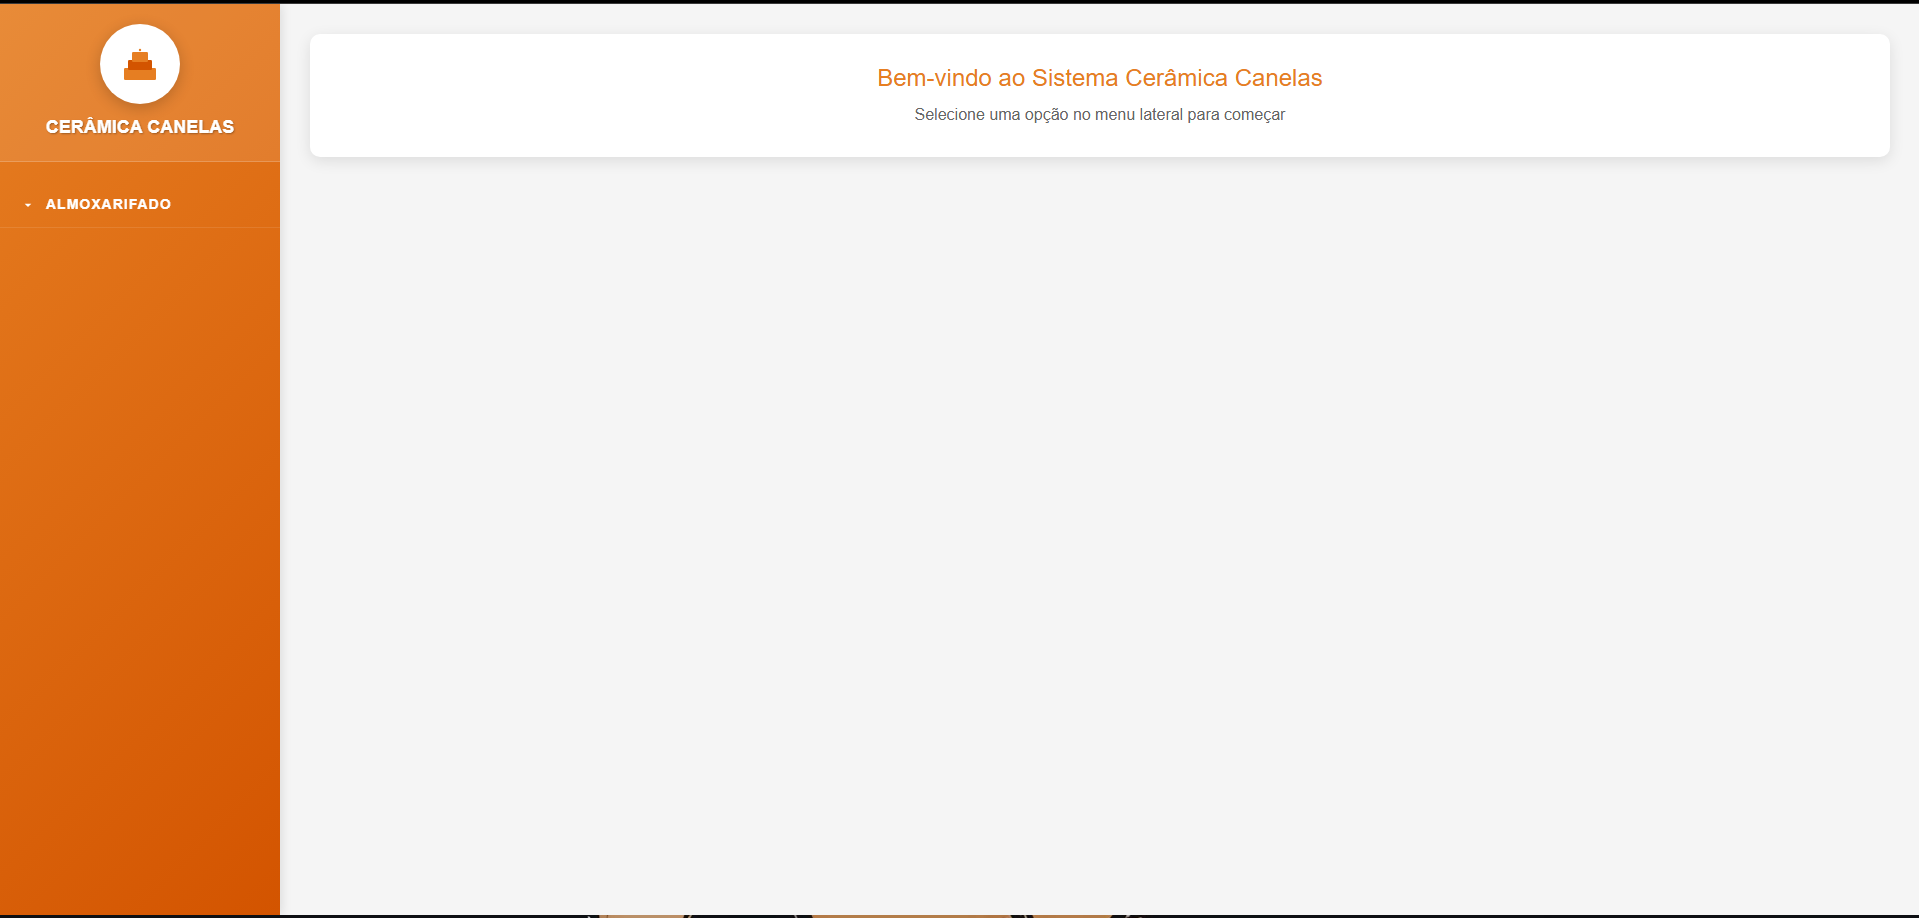 CERÂMICA CANELAS
ALMOXARIFADO
Bem-vindo ao Sistema Cerâmica Canelas
Selecione uma opção no menu lateral para começar